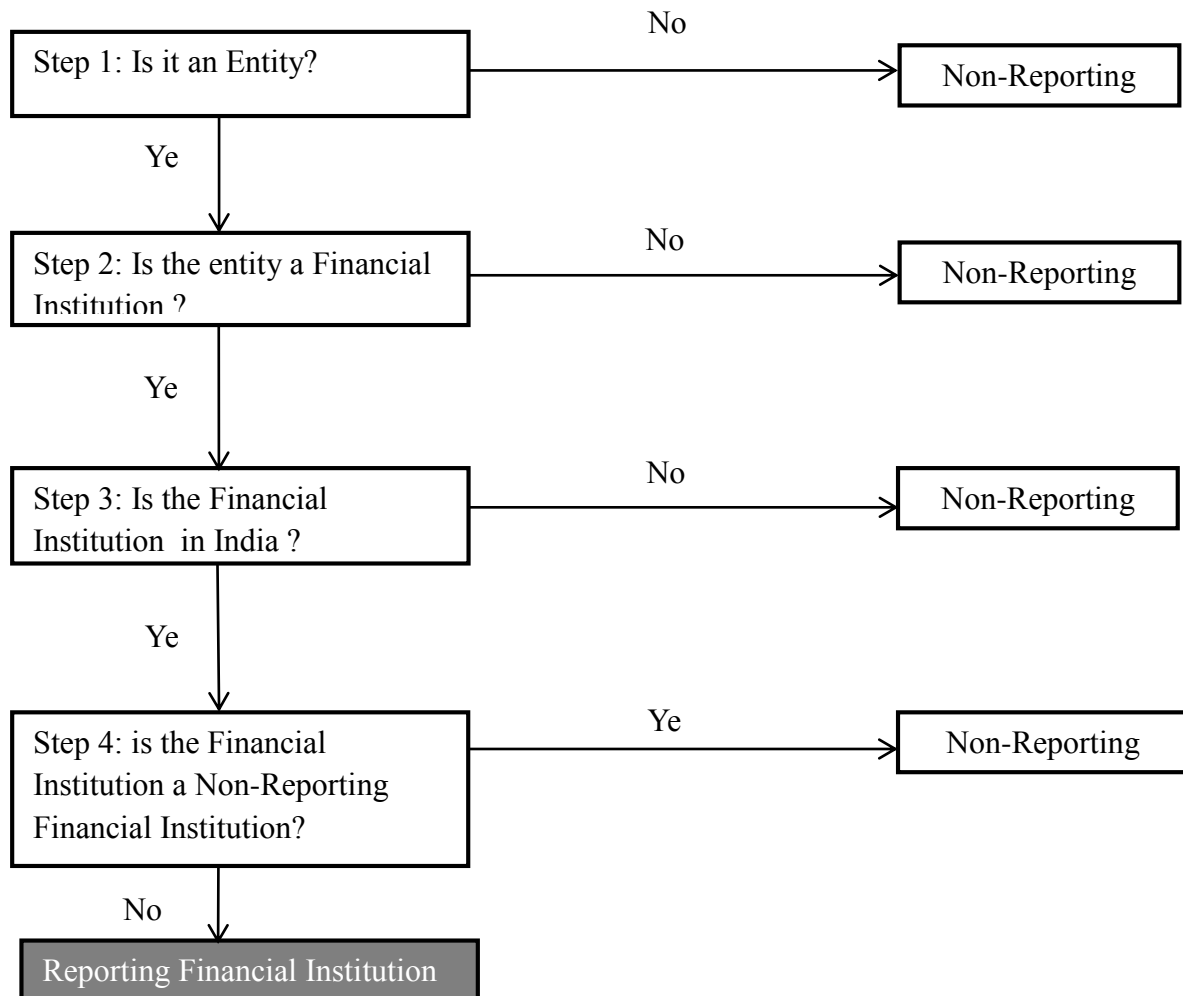 No
Step 1: Is it an Entity?
Non-Reporting
Ye
No
Step 2: Is the entity a Financial
Institution ?
Non-Reporting
Ye
No
Step 3: Is the Financial
Institution in India ?
Non-Reporting
Ye
Ye
Step 4: is the Financial
Institution a Non-Reporting
Financial Institution?
Non-Reporting
No
Reporting Financial Institution